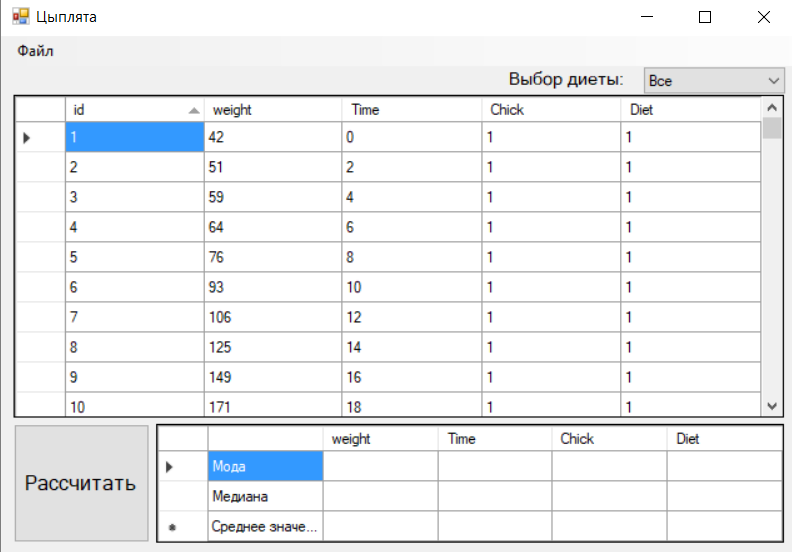 Цыплята
Файл
Выбор диеты: Все
id weight Time Chick Diet
1 42 0 1 1
2 51 2 1 1
3 59 4 1 1
4 64 6 1 1
5 76 8 1 1
6 93 10 1 1
7 106 12 1 1
8 125 14 1 1
9 149 16 1 1
10 171 18 1 1
Рассчитать
weight Time Chick Diet
Мода
Медиана
Среднее значе...